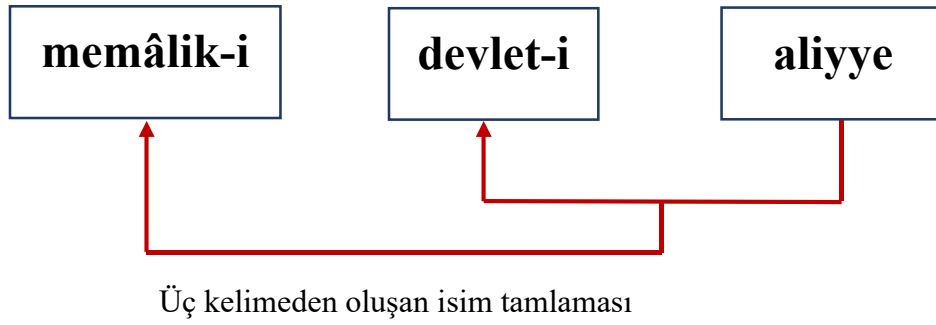 memâlik-i devlet-i aliyye
Üç kelimeden oluşan isim tamlaması